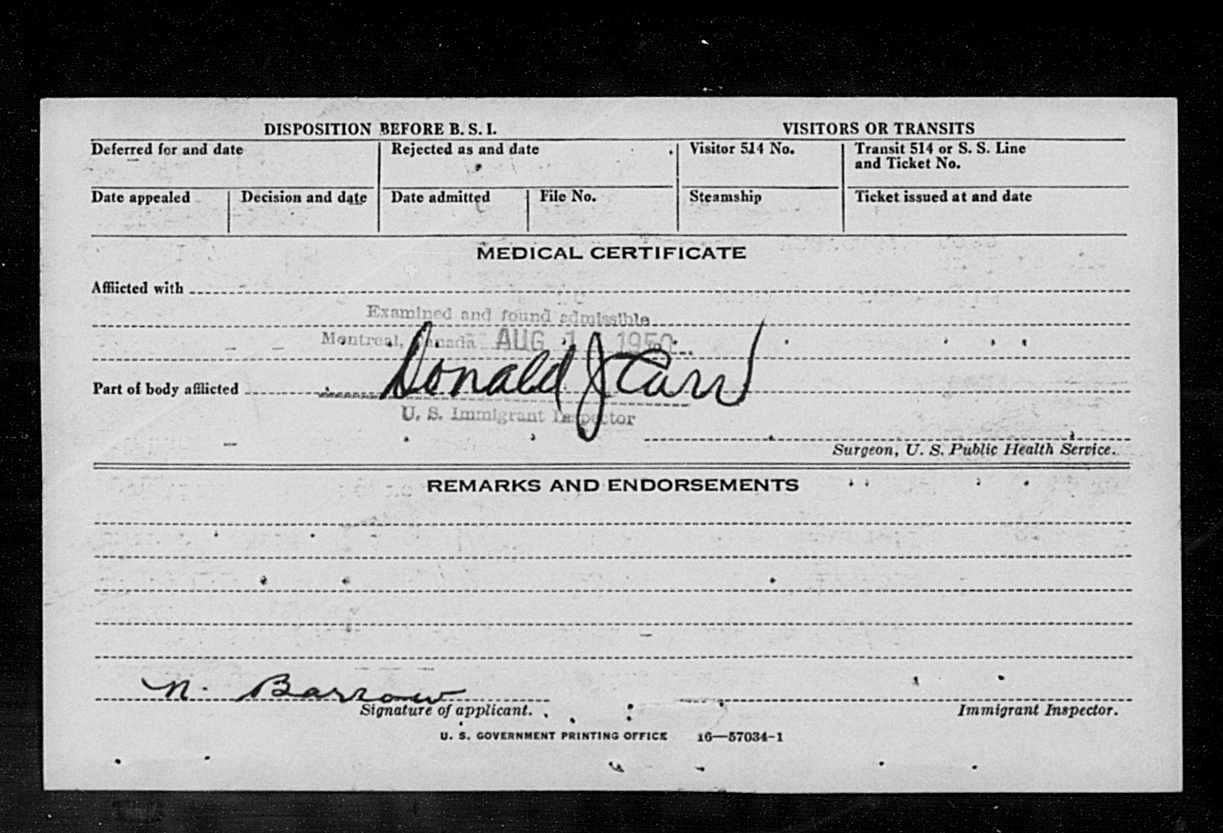 DISPOSITION BEFORE B. S. I.
VISITORS OR TRANSITS
Deferred for and date
Rejected as and date
Visitor 514 No.
Transit 514 or S. S. Line
and Ticket No.
Date appealed
Decision and date
Date admitted
File No.
Steamship
Ticket issued at and date
MEDICAL CERTIFICATE
Afflicted with
Examined and found admissible
Montreal, Canada AUG 1 1950
Donald J Carr
Part of body afflicted
U. S. Immigrant Inspector
Surgeon, U. S. Public Health Service.
REMARKS AND ENDORSEMENTS
N. Barrow
Signature of applicant.
Immigrant Inspector.
U. S. GOVERNMENT PRINTING OFFICE 16—57034-1